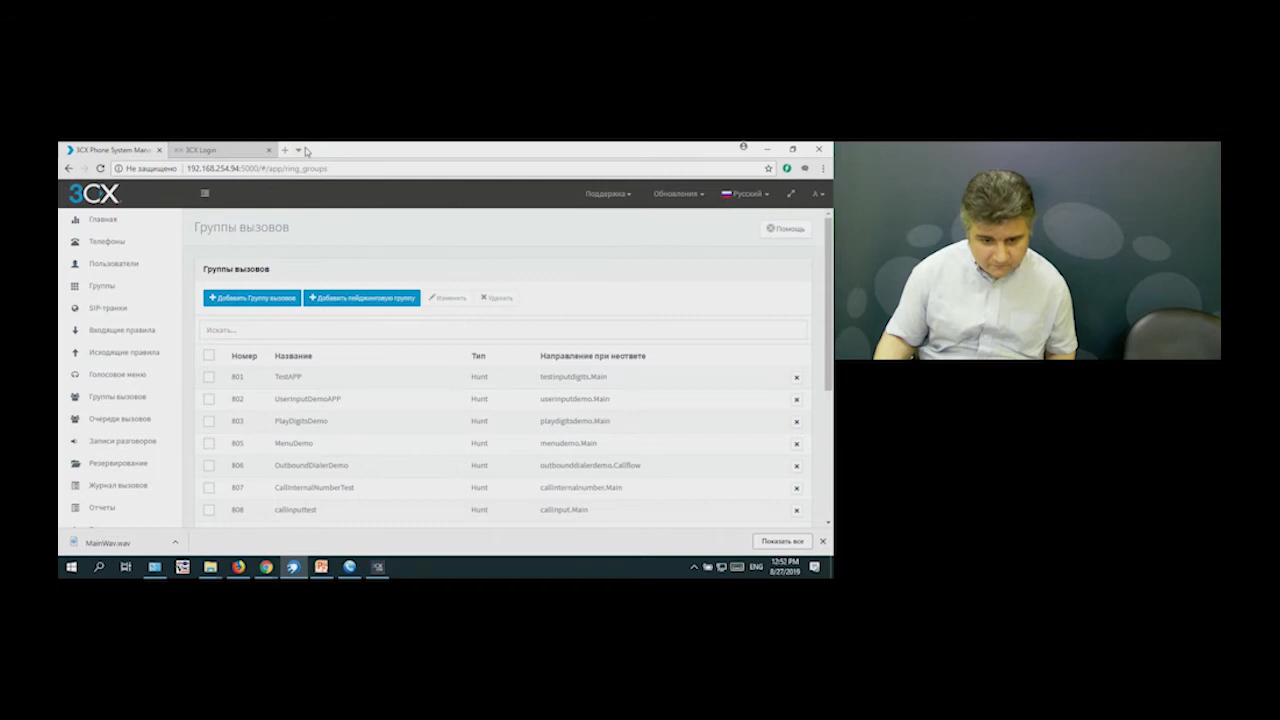 3CX Phone System Mana
3CX Login
Не защищено 192.168.254.94:5000/#/app/ring_groups
3CX
Поддержка
Обновления
Русский
A
Главная
Телефоны
Пользователи
Группы
SIP-транки
Входящие правила
Исходящие правила
Голосовое меню
Группы вызовов
Очереди вызовов
Записи разговоров
Резервирование
Журнал вызовов
Отчеты
Группы вызовов
Помощь
Группы вызовов
Добавить Группу вызовов
Добавить пейджинговую группу
Изменить
Удалить
Искать...
Номер Название Тип Направление при неответе
801 TestAPP Hunt testinputdigits.Main
802 UserInputDemoAPP Hunt userinputdemo.Main
803 PlayDigitsDemo Hunt playdigitsdemo.Main
805 MenuDemo Hunt menudemo.Main
806 OutboundDialerDemo Hunt outbounddialerdemo.Callflow
807 CallInternalNumberTest Hunt callinternalnumber.Main
808 callinputtest Hunt callinput.Main
MainWav.wav
Показать все
ENG
12:52 PM
8/27/2019